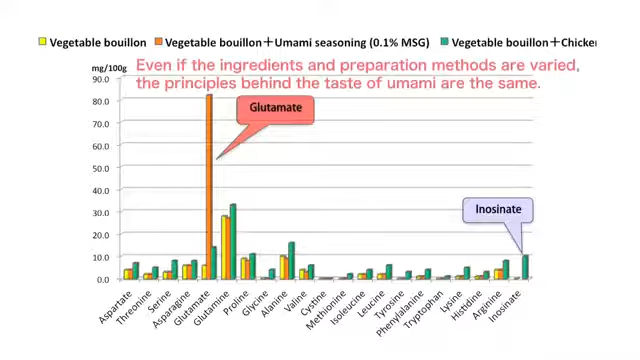 Vegetable bouillon Vegetable bouillon＋Umami seasoning (0.1% MSG) Vegetable bouillon＋Chicken
mg/100g
Even if the ingredients and preparation methods are varied,
the principles behind the taste of umami are the same.
90.0
80.0
70.0
60.0
50.0
40.0
30.0
20.0
10.0
0.0
Glutamate
Inosinate
Aspartate
Threonine
Serine
Asparagine
Glutamate
Glutamine
Proline
Glycine
Alanine
Valine
Cystine
Methionine
Isoleucine
Leucine
Tyrosine
Phenylalanine
Tryptophan
Lysine
Histidine
Arginine
Inosinate